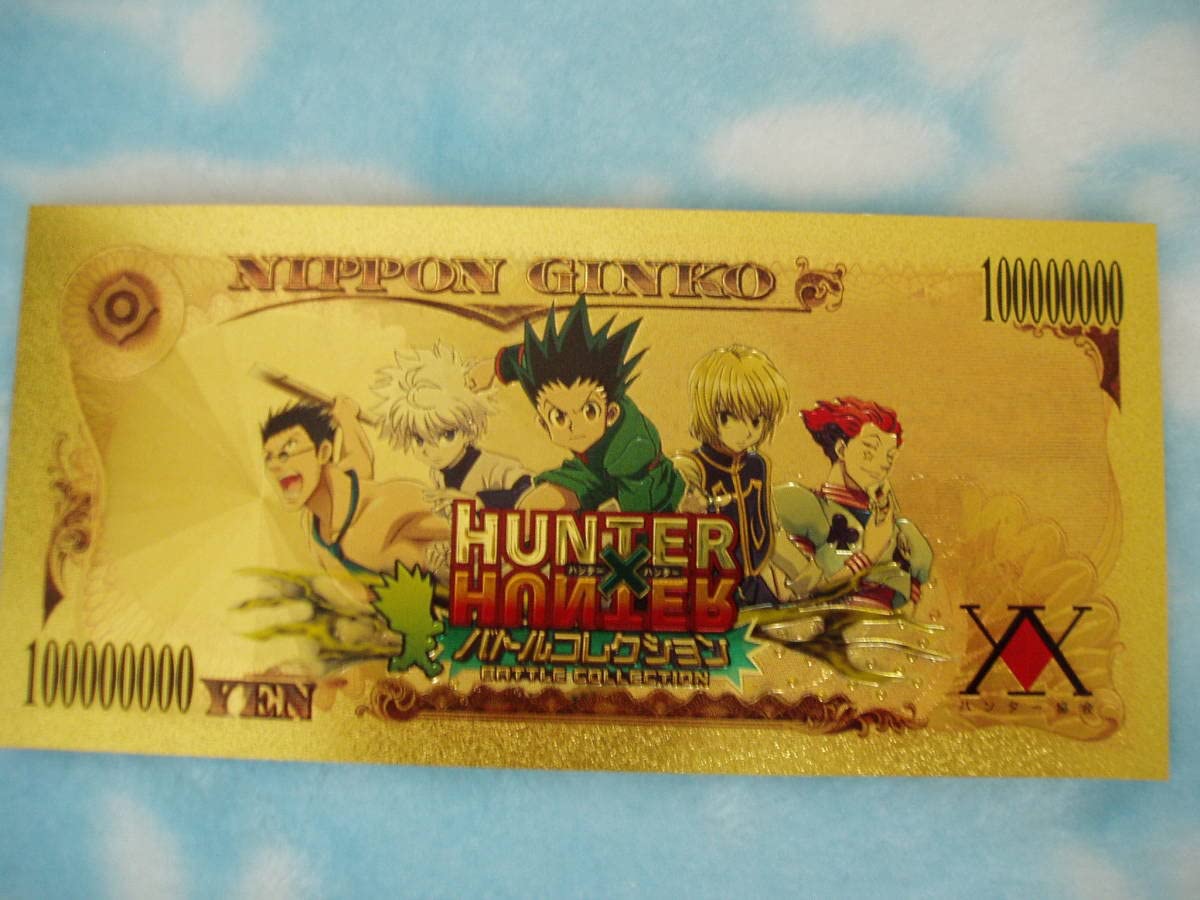 NIPPON GINKO
100000000
HUNTER
ハンター × ハンター
HUNTER
バトルコレクション
BATTLE COLLECTION
100000000 YEN
ハンター協会